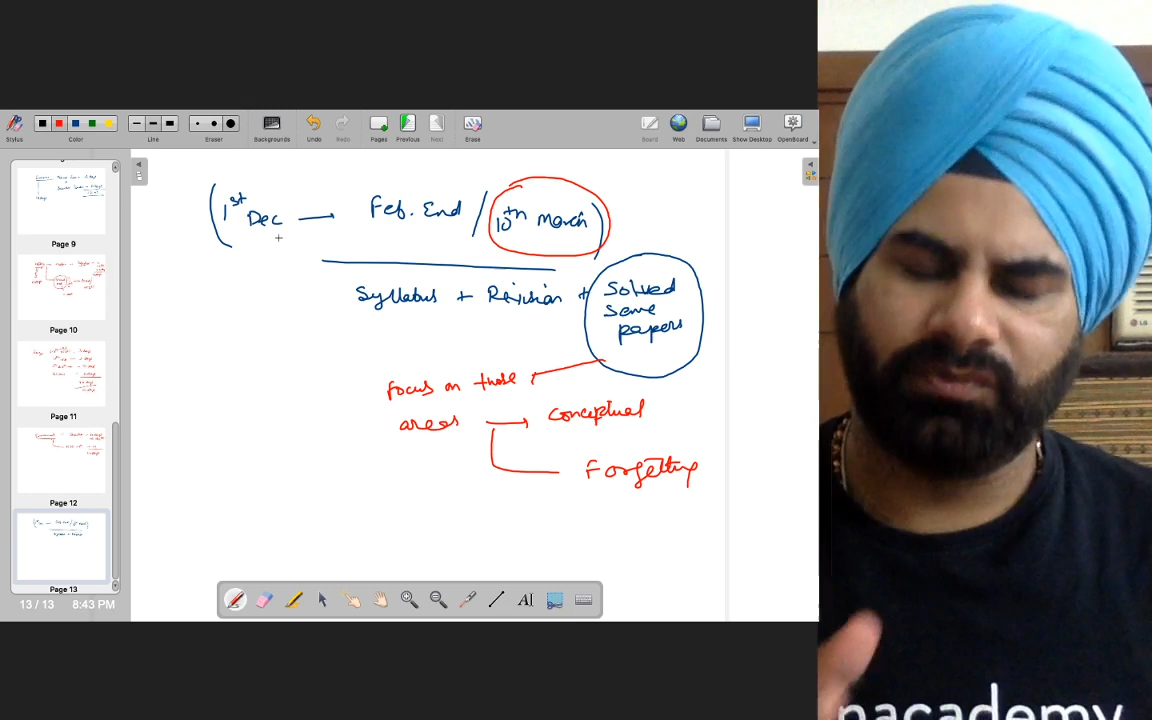 Stylus
Color
Line
Eraser
Backgrounds
Undo
Redo
Pages
Previous
Next
Erase
Board
Web
Documents
Show Desktop
OpenBoard
Page 9
Page 10
Page 11
Page 12
Page 13
13 / 13 8:43 PM
(1st Dec → Feb. End / 10th March)
Syllabus + Revision + Solved
some
papers
Focus on those
areas → Conceptual
Forgetting
LG
nacademy